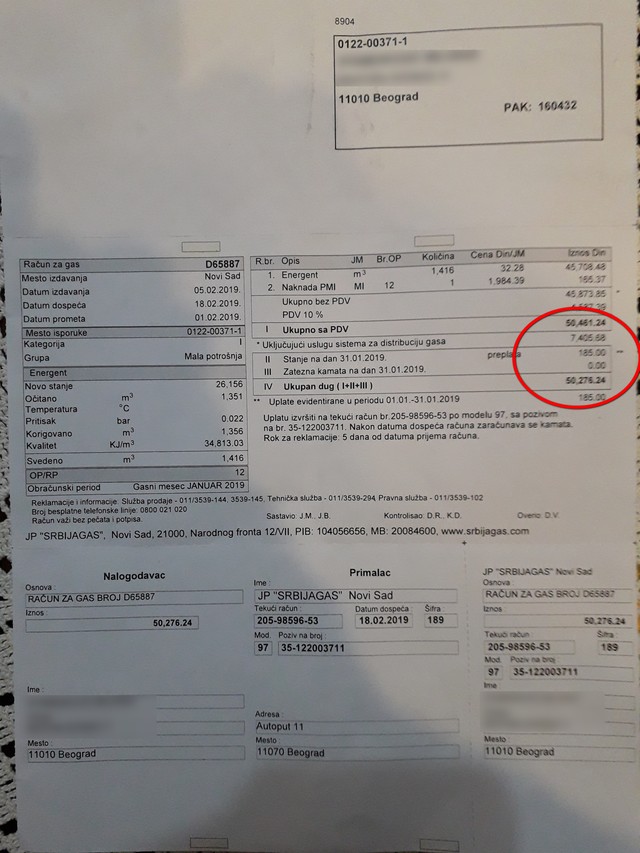 8904
0122-00371-1
11010 Beograd
PAK: 160432
Račun za gas D65887
Mesto izdavanja Novi Sad
Datum izdavanja 05.02.2019.
Datum dospeća 18.02.2019.
Datum prometa 01.02.2019.
Mesto isporuke 0122-00371-1
Kategorija I
Grupa Mala potrošnja
Energent
Novo stanje 26,156
Očitano m³ 1,351
Temperatura °C
Pritisak bar 0.022
Korigovano m³ 1,356
Kvalitet KJ/m³ 34,813.03
Svedeno m³ 1,416
OP/RP 12
Obračunski period Gasni mesec JANUAR 2019
R.br. Opis JM Br.OP Količina Cena Din/JM Iznos Din
1. Energent m³ 1,416 32.28 45,708.48
2. Naknada PMI MI 12 1 1,984.39 165.37
Ukupno bez PDV 45,873.85 *
PDV 10 %
I Ukupno sa PDV 50,461.24
* Uključujući uslugu sistema za distribuciju gasa 7,405.68
II Stanje na dan 31.01.2019. preplata 185.00 **
III Zatezna kamata na dan 31.01.2019. 0.00
IV Ukupan dug ( I+II+III ) 50,276.24
** Uplate evidentirane u periodu 01.01.-31.01.2019 185.00
Uplatu izvršiti na tekući račun br.205-98596-53 po modelu 97, sa pozivom
na br. 35-122003711. Nakon datuma dospeća računa zaračunava se kamata.
Rok za reklamacije: 5 dana od datuma prijema računa.
Reklamacije i informacije: Služba prodaje - 011/3539-144, 3539-145, Tehnička služba - 011/3539-294, Pravna služba - 011/3539-102
Broj besplatne telefonske linije: 0800 021 020
Račun važi bez pečata i potpisa. Sastavio: J.M., J.B. Kontrolisao: D.R., K.D. Overio: D.V.
JP "SRBIJAGAS", Novi Sad, 21000, Narodnog fronta 12/VII, PIB: 104056656, MB: 20084600, www.srbijagas.com
Nalogodavac
Osnova :
RAČUN ZA GAS BROJ D65887
Iznos :
50,276.24
Ime :
Mesto :
11010 Beograd
Primalac
Ime :
JP "SRBIJAGAS" Novi Sad
Tekući račun : Datum dospeća Šifra :
205-98596-53 18.02.2019 189
Mod. Poziv na broj :
97 35-122003711
Adresa :
Autoput 11
Mesto :
11070 Beograd
JP "SRBIJAGAS" Novi Sad
Osnova :
RAČUN ZA GAS BROJ D65887
Iznos :
50,276.24
Tekući račun : Šifra :
205-98596-53 189
Mod. Poziv na broj :
97 35-122003711
Ime
Mesto :
11010 Beograd